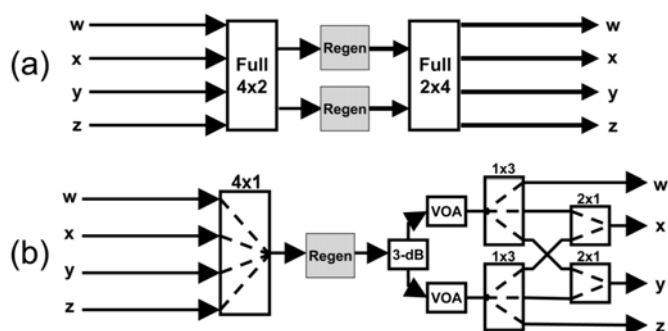 (a)
w
x
y
z
Full
4x2
Regen
Regen
Full
2x4
w
x
y
z
(b)
w
x
y
z
4x1
Regen
3-dB
VOA
VOA
1x3
1x3
2x1
2x1
w
x
y
z